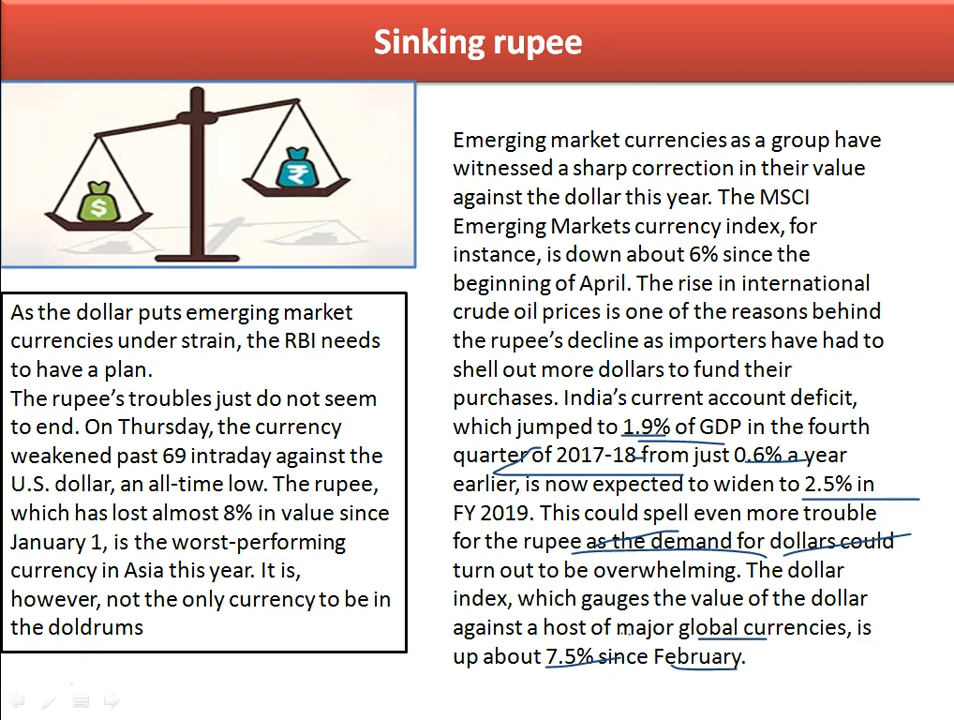 Sinking rupee
$
₹
As the dollar puts emerging market
currencies under strain, the RBI needs
to have a plan.
The rupee's troubles just do not seem
to end. On Thursday, the currency
weakened past 69 intraday against the
U.S. dollar, an all-time low. The rupee,
which has lost almost 8% in value since
January 1, is the worst-performing
currency in Asia this year. It is,
however, not the only currency to be in
the doldrums
Emerging market currencies as a group have
witnessed a sharp correction in their value
against the dollar this year. The MSCI
Emerging Markets currency index, for
instance, is down about 6% since the
beginning of April. The rise in international
crude oil prices is one of the reasons behind
the rupee's decline as importers have had to
shell out more dollars to fund their
purchases. India's current account deficit,
which jumped to 1.9% of GDP in the fourth
quarter of 2017-18 from just 0.6% a year
earlier, is now expected to widen to 2.5% in
FY 2019. This could spell even more trouble
for the rupee as the demand for dollars could
turn out to be overwhelming. The dollar
index, which gauges the value of the dollar
against a host of major global currencies, is
up about 7.5% since February.